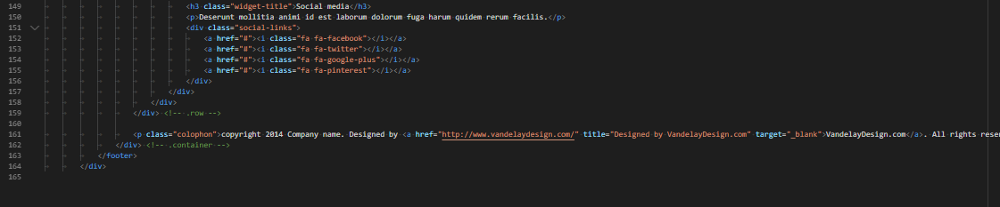 149 <h3 class="widget-title">Social media</h3>
150 <p>Deserunt mollitia animi id est laborum dolorum fuga harum quidem rerum facilis.</p>
151 <div class="social-links">
152 <a href="#"><i class="fa fa-facebook"></i></a>
153 <a href="#"><i class="fa fa-twitter"></i></a>
154 <a href="#"><i class="fa fa-google-plus"></i></a>
155 <a href="#"><i class="fa fa-pinterest"></i></a>
156 </div>
157 </div>
158 </div>
159 </div> <!-- .row -->
160
161 <p class="colophon">copyright 2014 Company name. Designed by <a href="http://www.vandelaydesign.com/" title="Designed by VandelayDesign.com" target="_blank">VandelayDesign.com</a>. All rights reser
162 </div> <!-- .container -->
163 </footer>
164 </div>
165